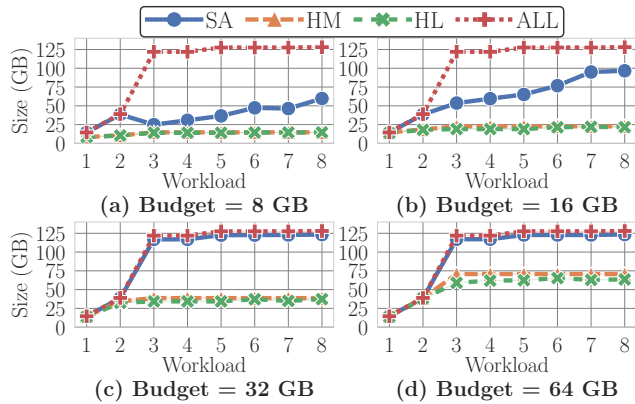 SA HM HL ALL
125
100
75
50
25
0
Size (GB)
1 2 3 4 5 6 7 8
Workload
(a) Budget = 8 GB
125
100
75
50
25
0
Size (GB)
1 2 3 4 5 6 7 8
Workload
(b) Budget = 16 GB
125
100
75
50
25
0
Size (GB)
1 2 3 4 5 6 7 8
Workload
(c) Budget = 32 GB
125
100
75
50
25
0
Size (GB)
1 2 3 4 5 6 7 8
Workload
(d) Budget = 64 GB